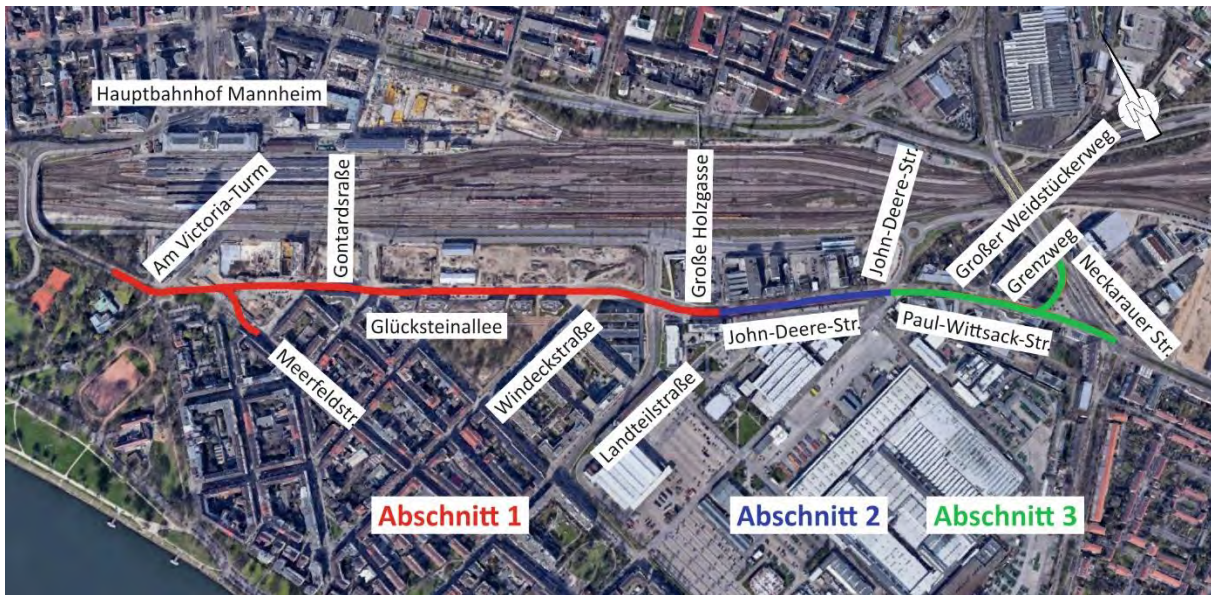 Hauptbahnhof Mannheim
Am Victoria-Turm
Gontardsraße
Große Holzgasse
John-Deere-Str.
Großer Weidstückerweg
Grenzweg
Neckarauer Str.
Glücksteinallee
John-Deere-Str.
Paul-Wittsack-Str.
Meerfeldstr.
Windeckstraße
Landteilstraße
Abschnitt 1
Abschnitt 2
Abschnitt 3
N